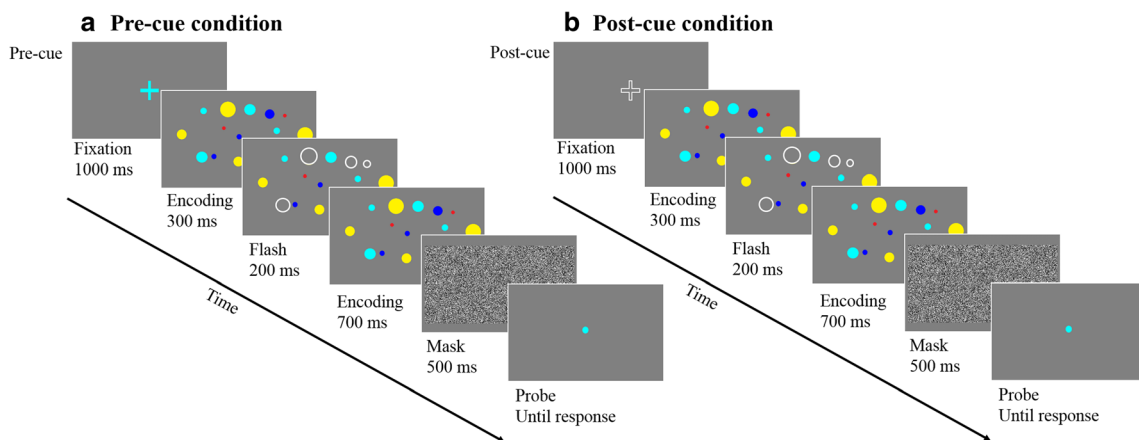 a Pre-cue condition
Pre-cue
Fixation
1000 ms
Encoding
300 ms
Flash
200 ms
Encoding
700 ms
Mask
500 ms
Probe
Until response
Time
b Post-cue condition
Post-cue
Fixation
1000 ms
Encoding
300 ms
Flash
200 ms
Encoding
700 ms
Mask
500 ms
Probe
Until response
Time